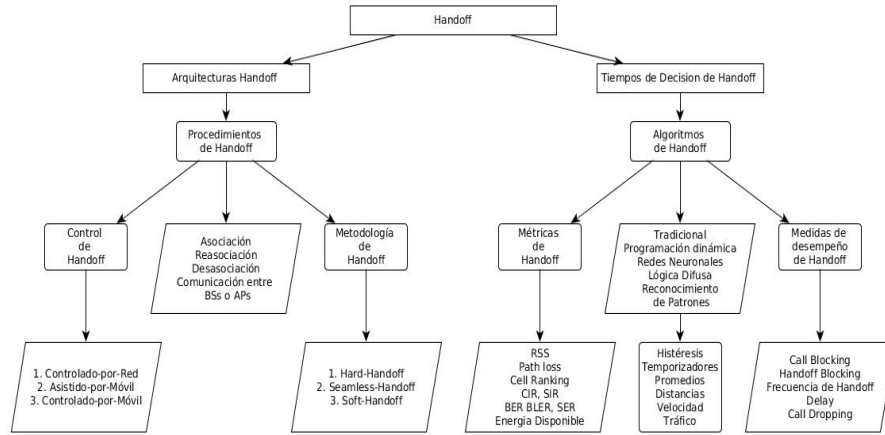 Handoff
Arquitecturas Handoff
Tiempos de Decision de Handoff
Procedimientos
de Handoff
Algoritmos
de Handoff
Control
de
Handoff
Asociación
Reasociación
Desasociación
Comunicación entre
BSs o APs
Metodología
de
Handoff
Métricas
de
Handoff
Tradicional
Programación dinámica
Redes Neuronales
Lógica Difusa
Reconocimiento
de Patrones
Medidas de
desempeño
de Handoff
1. Controlado-por-Red
2. Asistido-por-Móvil
3. Controlado-por-Móvil
1. Hard-Handoff
2. Seamless-Handoff
3. Soft-Handoff
RSS
Path loss
Cell Ranking
CIR, SIR
BER BLER, SER
Energia Disponible
Histéresis
Temporizadores
Promedios
Distancias
Velocidad
Tráfico
Call Blocking
Handoff Blocking
Frecuencia de Handoff
Delay
Call Dropping